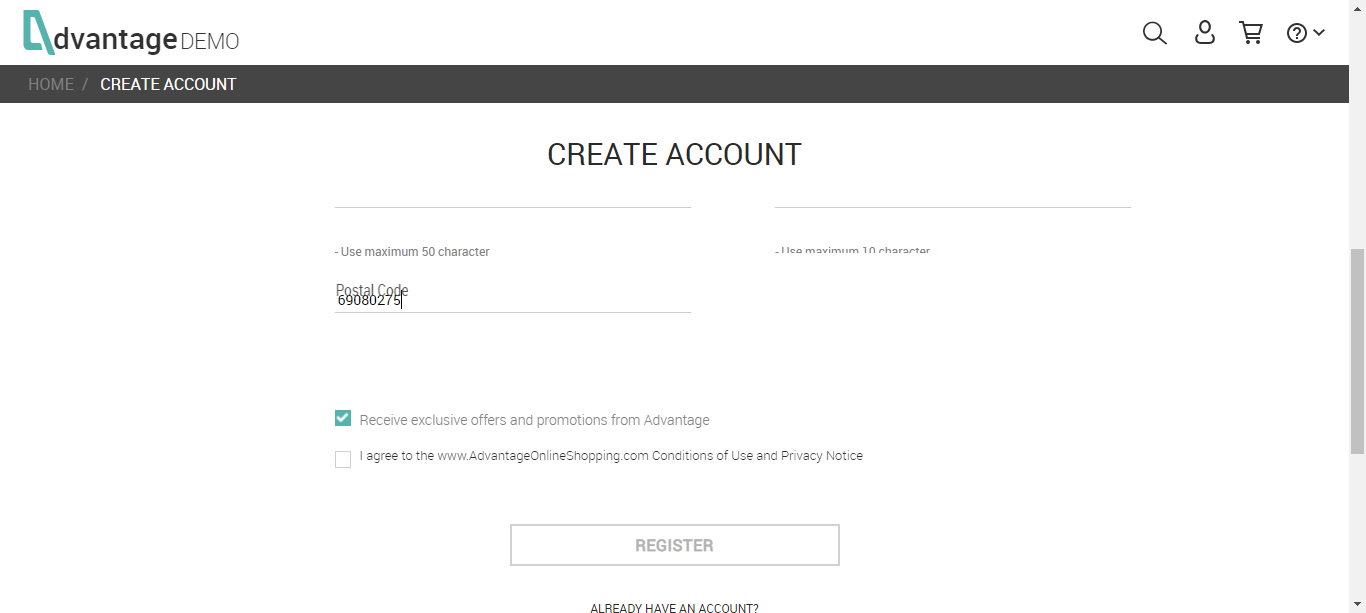 dvantage DEMO
HOME / CREATE ACCOUNT
CREATE ACCOUNT
- Use maximum 50 character
- Use maximum 10 character
Postal Code
69080275
Receive exclusive offers and promotions from Advantage
I agree to the www.AdvantageOnlineShopping.com Conditions of Use and Privacy Notice
REGISTER
ALREADY HAVE AN ACCOUNT?